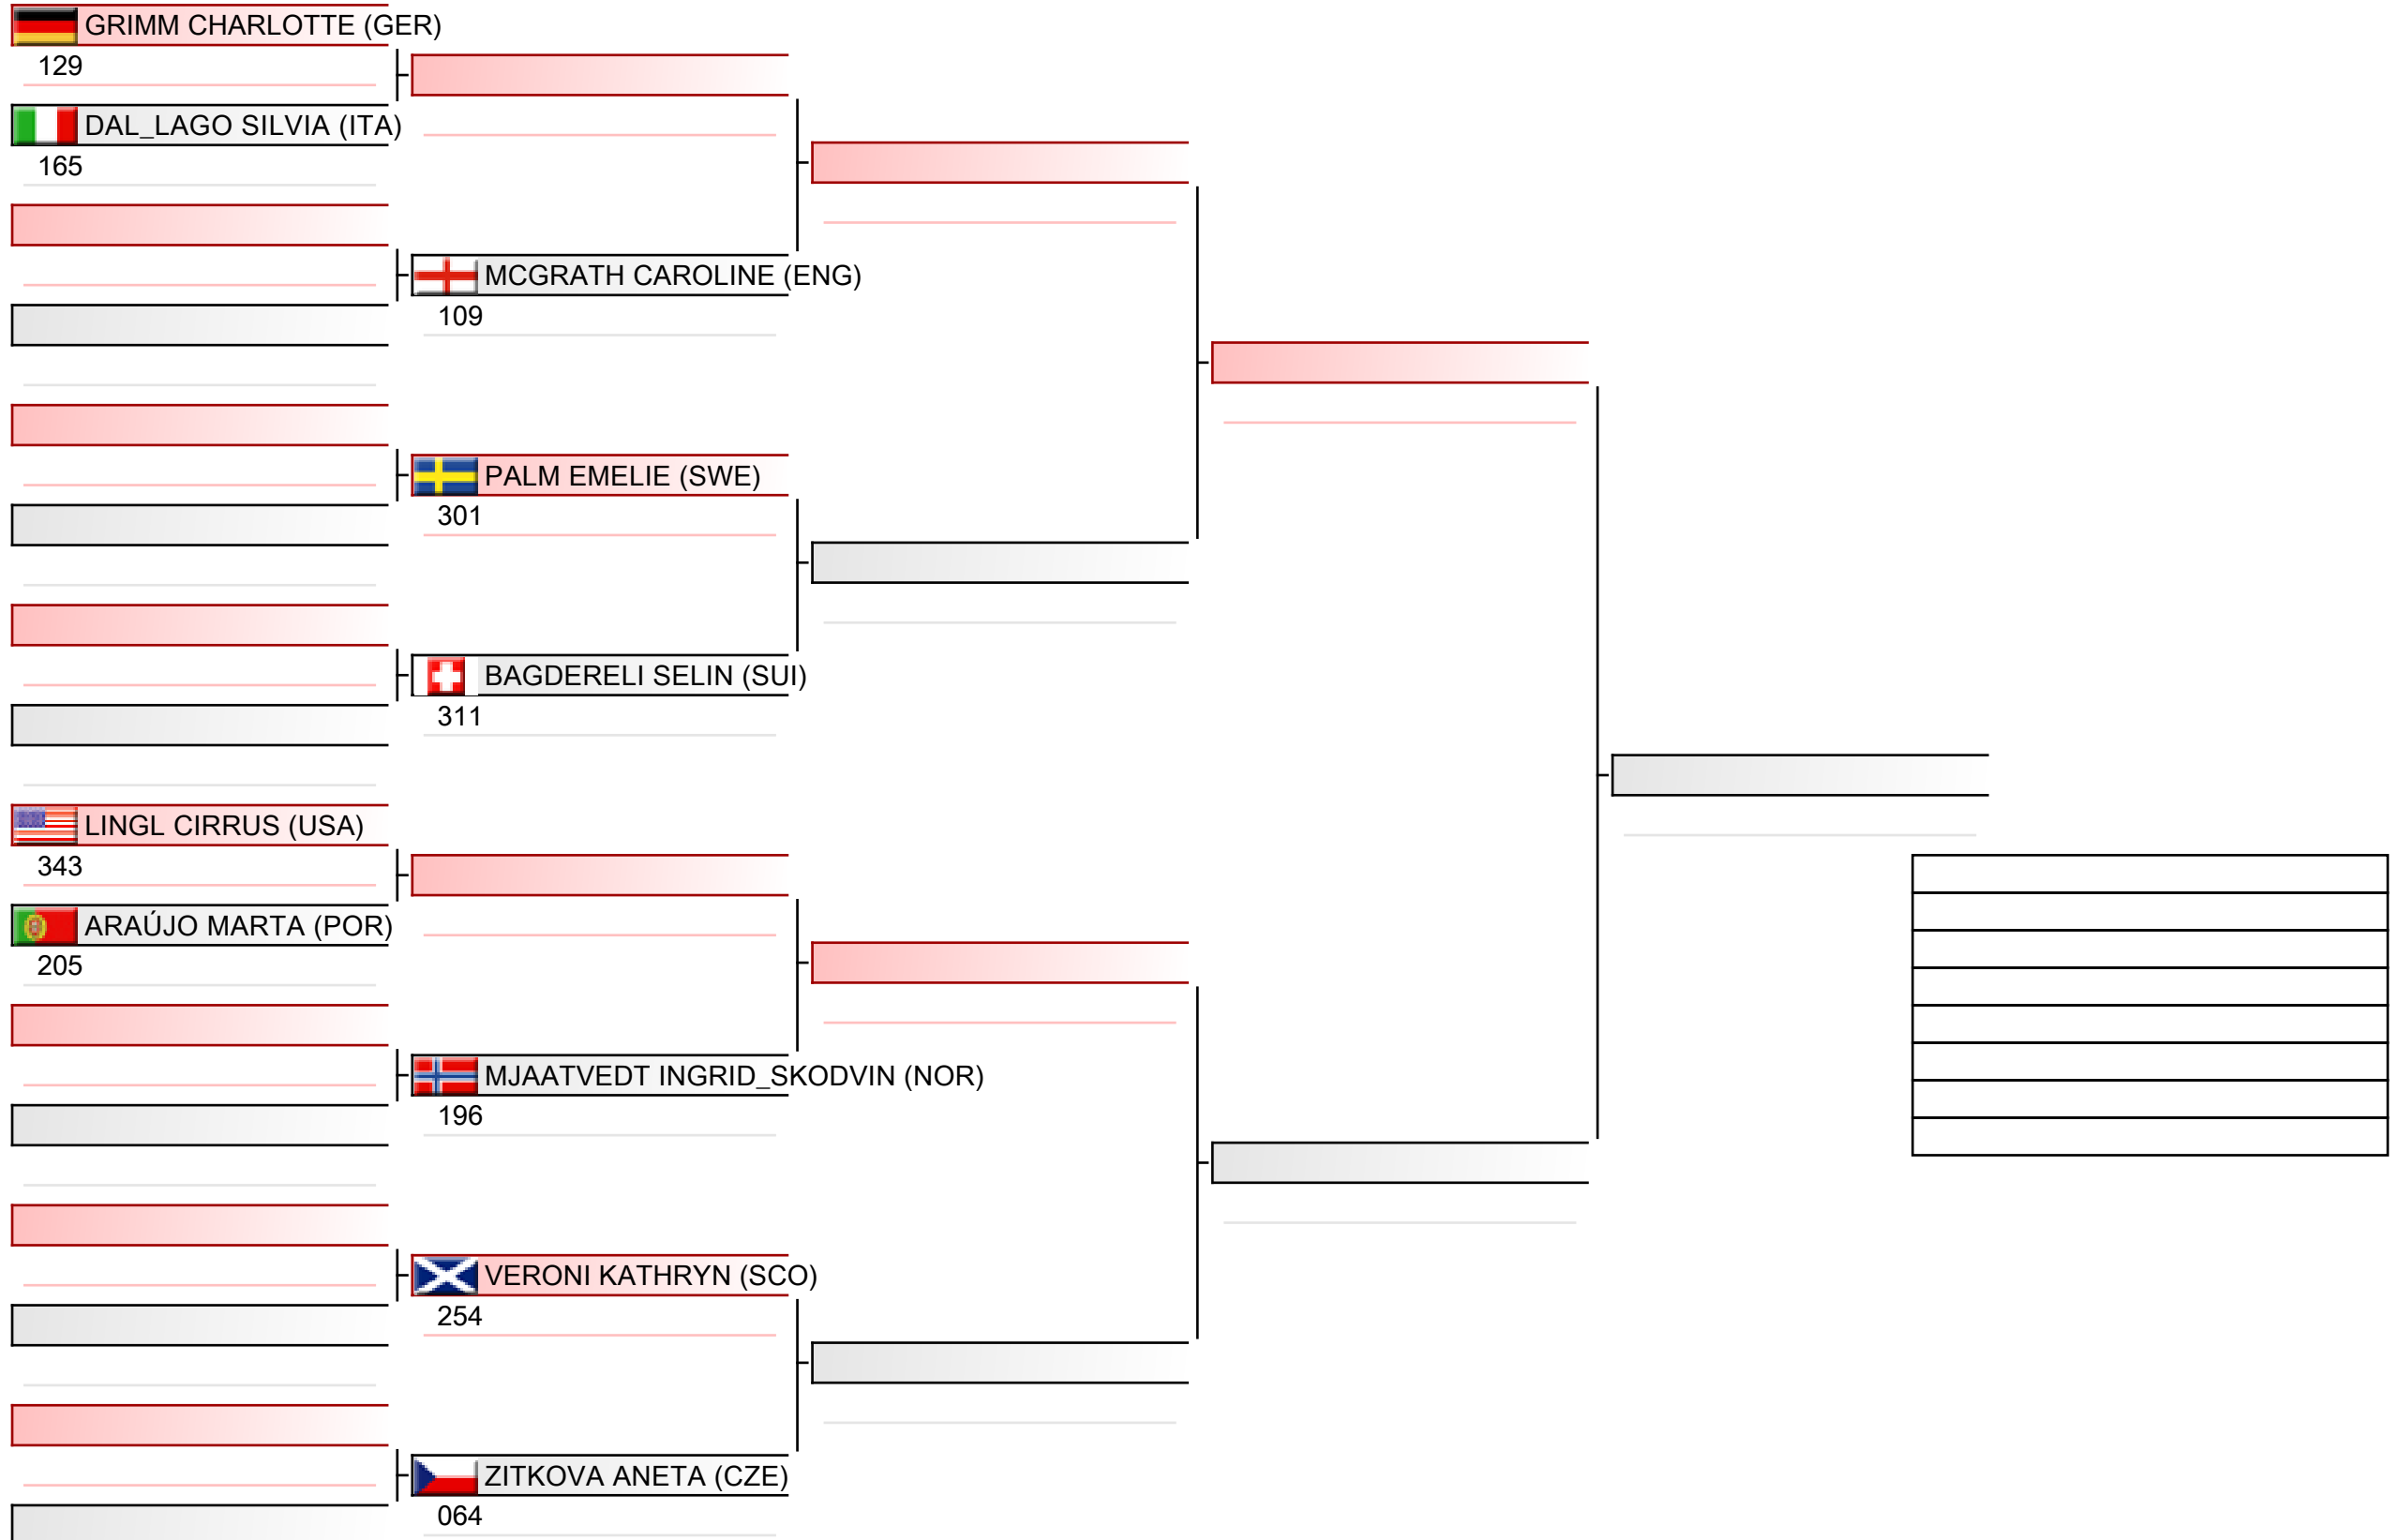 GRIMM CHARLOTTE (GER)
129
DAL_LAGO SILVIA (ITA)
165
MCGRATH CAROLINE (ENG)
109
PALM EMELIE (SWE)
301
BAGDERELI SELIN (SUI)
311
LINGL CIRRUS (USA)
343
ARAÚJO MARTA (POR)
205
MJAATVEDT INGRID_SKODVIN (NOR)
196
VERONI KATHRYN (SCO)
254
ZITKOVA ANETA (CZE)
064